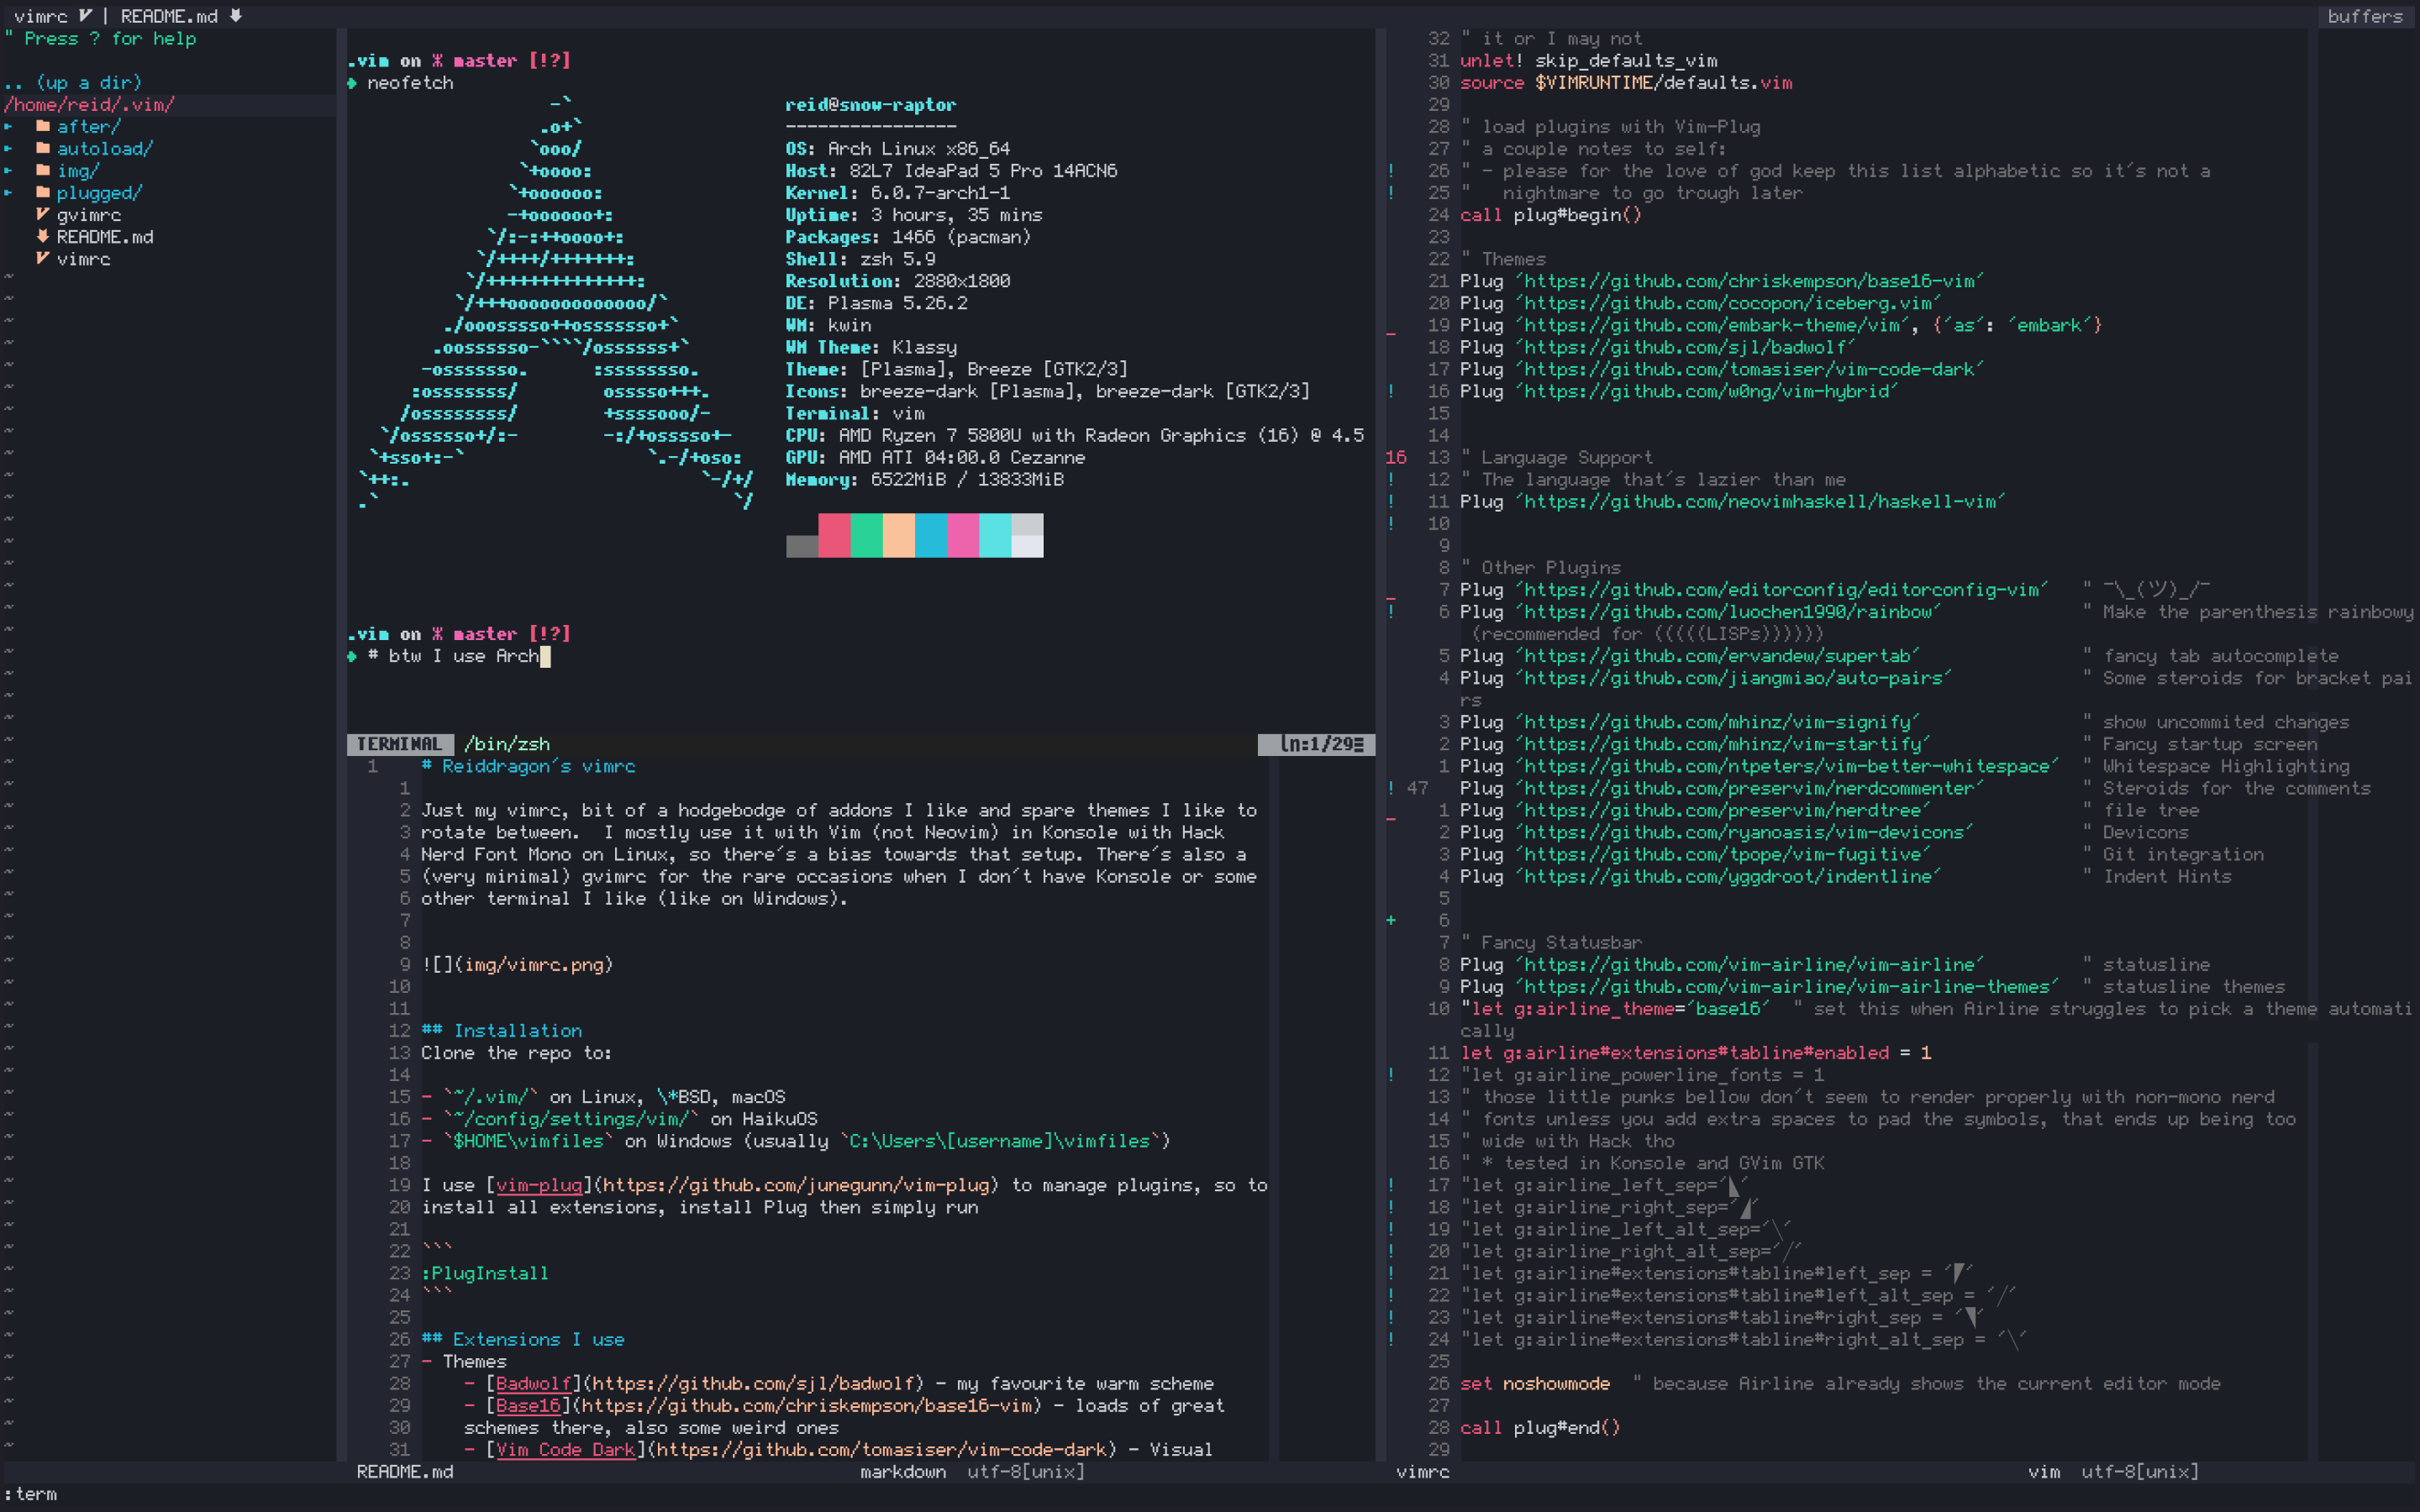 vimrc | README.md
buffers
" Press ? for help
.. (up a dir)
/home/reid/.vim/
after/
autoload/
img/
plugged/
gvimrc
README.md
vimrc
.vim on master [!?]
neofetch
reid@snow-raptor
----------------
OS: Arch Linux x86_64
Host: 82L7 IdeaPad 5 Pro 14ACN6
Kernel: 6.0.7-arch1-1
Uptime: 3 hours, 35 mins
Packages: 1466 (pacman)
Shell: zsh 5.9
Resolution: 2880x1800
DE: Plasma 5.26.2
WM: kwin
WM Theme: Klassy
Theme: [Plasma], Breeze [GTK2/3]
Icons: breeze-dark [Plasma], breeze-dark [GTK2/3]
Terminal: vim
CPU: AMD Ryzen 7 5800U with Radeon Graphics (16) @ 4.5
GPU: AMD ATI 04:00.0 Cezanne
Memory: 6522MiB / 13833MiB
.vim on master [!?]
# btw I use Arch
TERMINAL /bin/zsh ln:1/29
1 # Reiddragon's vimrc
1
2 Just my vimrc, bit of a hodgebodge of addons I like and spare themes I like to
3 rotate between.  I mostly use it with Vim (not Neovim) in Konsole with Hack
4 Nerd Font Mono on Linux, so there's a bias towards that setup. There's also a
5 (very minimal) gvimrc for the rare occasions when I don't have Konsole or some
6 other terminal I like (like on Windows).
7
8
9 ![](img/vimrc.png)
10
11
12 ## Installation
13 Clone the repo to:
14
15 - `~/.vim/` on Linux, \*BSD, macOS
16 - `~/config/settings/vim/` on HaikuOS
17 - `$HOME\vimfiles` on Windows (usually `C:\Users\[username]\vimfiles`)
18
19 I use [vim-plug](https://github.com/junegunn/vim-plug) to manage plugins, so to
20 install all extensions, install Plug then simply run
21
22 ```
23 :PlugInstall
24 ```
25
26 ## Extensions I use
27 - Themes
28     - [Badwolf](https://github.com/sjl/badwolf) - my favourite warm scheme
29     - [Base16](https://github.com/chriskempson/base16-vim) - loads of great
30     schemes there, also some weird ones
31     - [Vim Code Dark](https://github.com/tomasiser/vim-code-dark) - Visual
README.md markdown utf-8[unix]
32 " it or I may not
31 unlet! skip_defaults_vim
30 source $VIMRUNTIME/defaults.vim
29
28 " load plugins with Vim-Plug
27 " a couple notes to self:
! 26 " - please for the love of god keep this list alphabetic so it's not a
! 25 "   nightmare to go trough later
24 call plug#begin()
23
22 " Themes
21 Plug 'https://github.com/chriskempson/base16-vim'
20 Plug 'https://github.com/cocopon/iceberg.vim'
_ 19 Plug 'https://github.com/embark-theme/vim', {'as': 'embark'}
18 Plug 'https://github.com/sjl/badwolf'
17 Plug 'https://github.com/tomasiser/vim-code-dark'
! 16 Plug 'https://github.com/w0ng/vim-hybrid'
15
14
16 13 " Language Support
! 12 " The language that's lazier than me
! 11 Plug 'https://github.com/neovimhaskell/haskell-vim'
! 10
9
8 " Other Plugins
_ 7 Plug 'https://github.com/editorconfig/editorconfig-vim' " ¯\_(ツ)_/¯
! 6 Plug 'https://github.com/luochen1990/rainbow' " Make the parenthesis rainbowy
(recommended for (((((LISPs))))))
5 Plug 'https://github.com/ervandew/supertab' " fancy tab autocomplete
4 Plug 'https://github.com/jiangmiao/auto-pairs' " Some steroids for bracket pai
rs
3 Plug 'https://github.com/mhinz/vim-signify' " show uncommited changes
2 Plug 'https://github.com/mhinz/vim-startify' " Fancy startup screen
1 Plug 'https://github.com/ntpeters/vim-better-whitespace' " Whitespace Highlighting
! 47 Plug 'https://github.com/preservim/nerdcommenter' " Steroids for the comments
_ 1 Plug 'https://github.com/preservim/nerdtree' " file tree
2 Plug 'https://github.com/ryanoasis/vim-devicons' " Devicons
3 Plug 'https://github.com/tpope/vim-fugitive' " Git integration
4 Plug 'https://github.com/yggdroot/indentline' " Indent Hints
5
+ 6
7 " Fancy Statusbar
8 Plug 'https://github.com/vim-airline/vim-airline' " statusline
9 Plug 'https://github.com/vim-airline/vim-airline-themes' " statusline themes
10 "let g:airline_theme='base16'  " set this when Airline struggles to pick a theme automati
cally
11 let g:airline#extensions#tabline#enabled = 1
! 12 "let g:airline_powerline_fonts = 1
13 " those little punks bellow don't seem to render properly with non-mono nerd
14 " fonts unless you add extra spaces to pad the symbols, that ends up being too
15 " wide with Hack tho
16 " * tested in Konsole and GVim GTK
! 17 "let g:airline_left_sep=''
! 18 "let g:airline_right_sep=''
! 19 "let g:airline_left_alt_sep='\'
! 20 "let g:airline_right_alt_sep='/'
! 21 "let g:airline#extensions#tabline#left_sep = ''
! 22 "let g:airline#extensions#tabline#left_alt_sep = '/'
! 23 "let g:airline#extensions#tabline#right_sep = ''
! 24 "let g:airline#extensions#tabline#right_alt_sep = '\'
25
26 set noshowmode  " because Airline already shows the current editor mode
27
28 call plug#end()
29
vimrc vim utf-8[unix]
:term